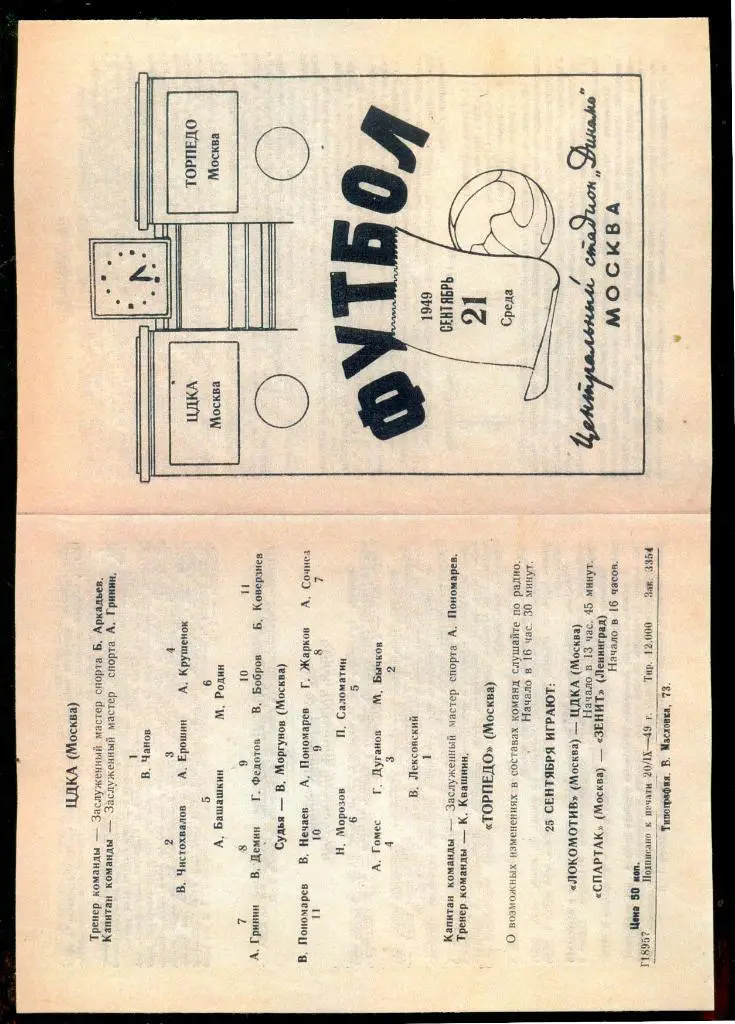 ЦДКА (Москва)
Тренер команды — Заслуженный мастер спорта Б. Аркадьев.
Капитан команды — Заслуженный мастер спорта А. Гринин.
1
В. Чанов
2 3 4
В. Чистохвалов А. Ерошин А. Крушенок
5 6
А. Башашкин М. Родин
7 8 9 10 11
А. Гринин В. Демин Г. Федотов В. Бобров Б. Коверзнев
Судья — В. Моргунов (Москва)
В. Пономарев В. Нечаев А. Пономарев Г. Жарков А. Сочнев
11 10 9 8 7
Н. Морозов П. Саломатин
6 5
А. Гомес Г. Дуганов М. Бычков
4 3 2
В. Лексовский
1
Капитан команды — Заслуженный мастер спорта А. Пономарев.
Тренер команды — К. Квашнин.
«ТОРПЕДО» (Москва)
О возможных изменениях в составах команд слушайте по радио.
Начало в 16 час. 30 минут.
25 СЕНТЯБРЯ ИГРАЮТ:
«ЛОКОМОТИВ» (Москва) — ЦДКА (Москва)
Начало в 13 час. 45 минут.
«СПАРТАК» (Москва) — «ЗЕНИТ» (Ленинград)
Начало в 16 часов.
Цена 50 коп.
Г18957 Подписано к печати 20/IX—49 г. Тир. 12.000 Зак. 3354
Типография. В. Масловка, 73.
ЦДКА
Москва
ТОРПЕДО
Москва
ФУТБОЛ
1949
СЕНТЯБРЬ
21
Среда
Центральный стадион „Динамо"
МОСКВА